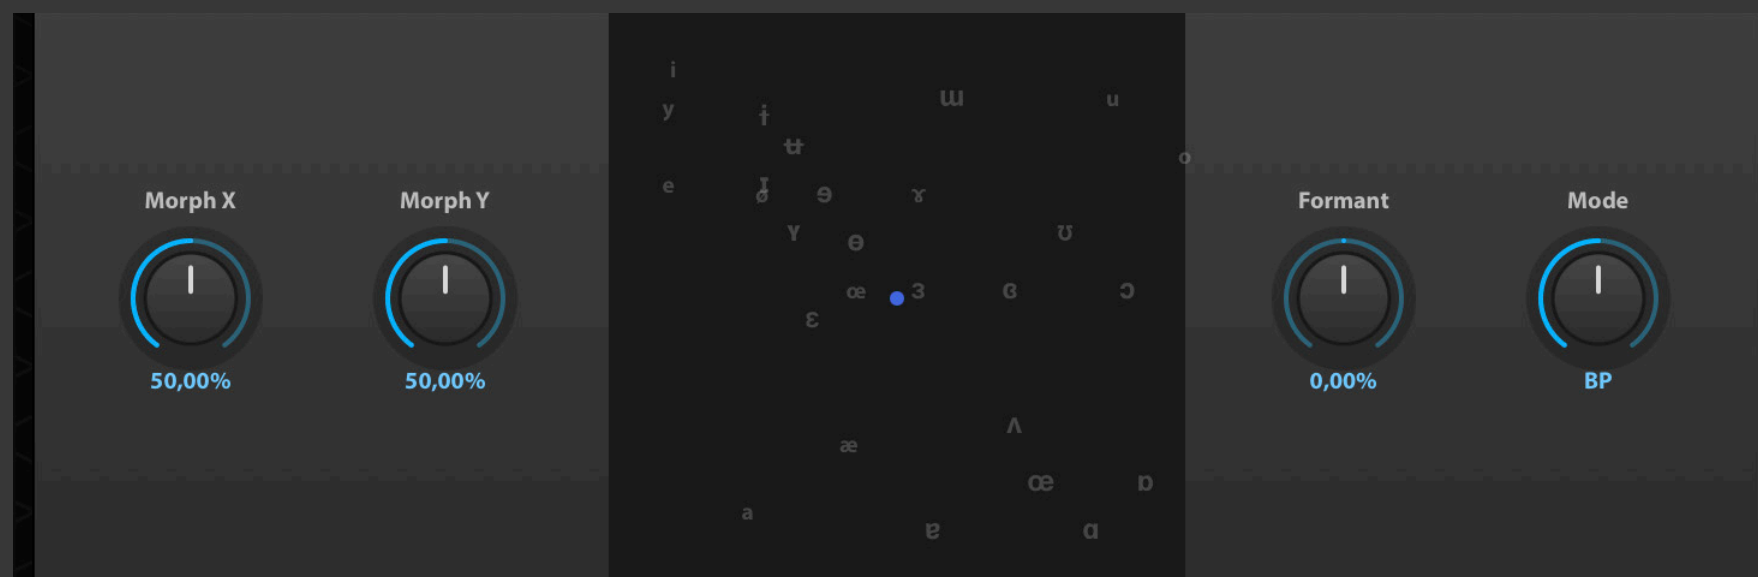 Morph X
50,00%
Morph Y
50,00%
i
y
ɨ
ʉ
ɯ
u
o
e
ɪ
ø
ɘ
ɤ
ʏ
ɵ
ʊ
œ
ɜ
ɞ
ɔ
ɛ
ʌ
æ
œ
ɒ
a
ɐ
ɑ
Formant
0,00%
Mode
BP